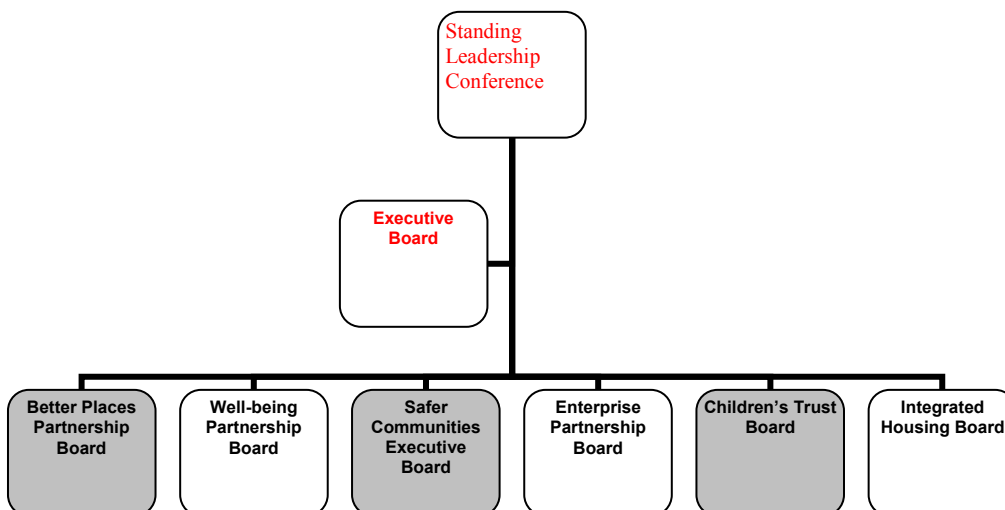 Standing
Leadership
Conference
Executive
Board
Better Places
Partnership
Board
Well-being
Partnership
Board
Safer
Communities
Executive
Board
Enterprise
Partnership
Board
Children's Trust
Board
Integrated
Housing Board